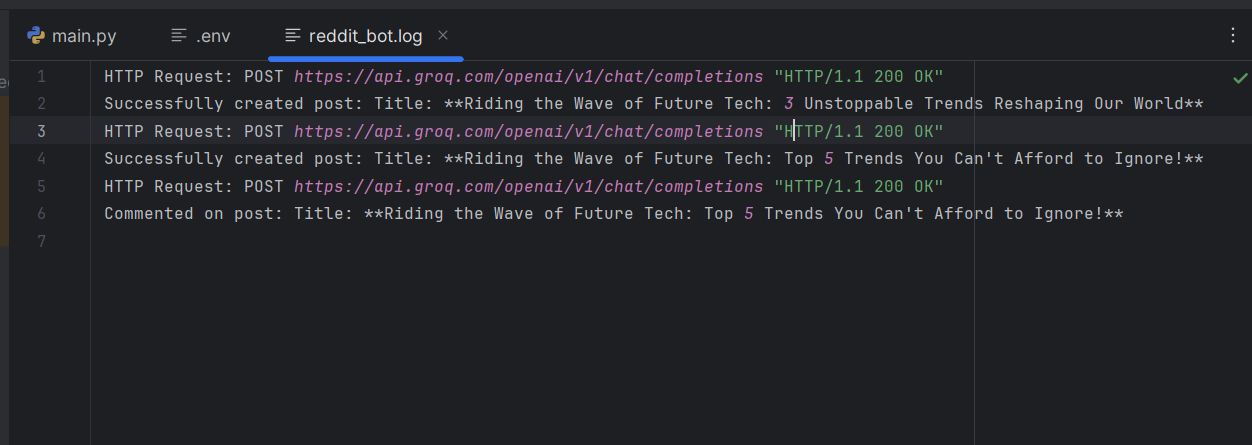 main.py .env reddit_bot.log
1 HTTP Request: POST https://api.groq.com/openai/v1/chat/completions "HTTP/1.1 200 OK"
2 Successfully created post: Title: **Riding the Wave of Future Tech: 3 Unstoppable Trends Reshaping Our World**
3 HTTP Request: POST https://api.groq.com/openai/v1/chat/completions "HTTP/1.1 200 OK"
4 Successfully created post: Title: **Riding the Wave of Future Tech: Top 5 Trends You Can't Afford to Ignore!**
5 HTTP Request: POST https://api.groq.com/openai/v1/chat/completions "HTTP/1.1 200 OK"
6 Commented on post: Title: **Riding the Wave of Future Tech: Top 5 Trends You Can't Afford to Ignore!**
7